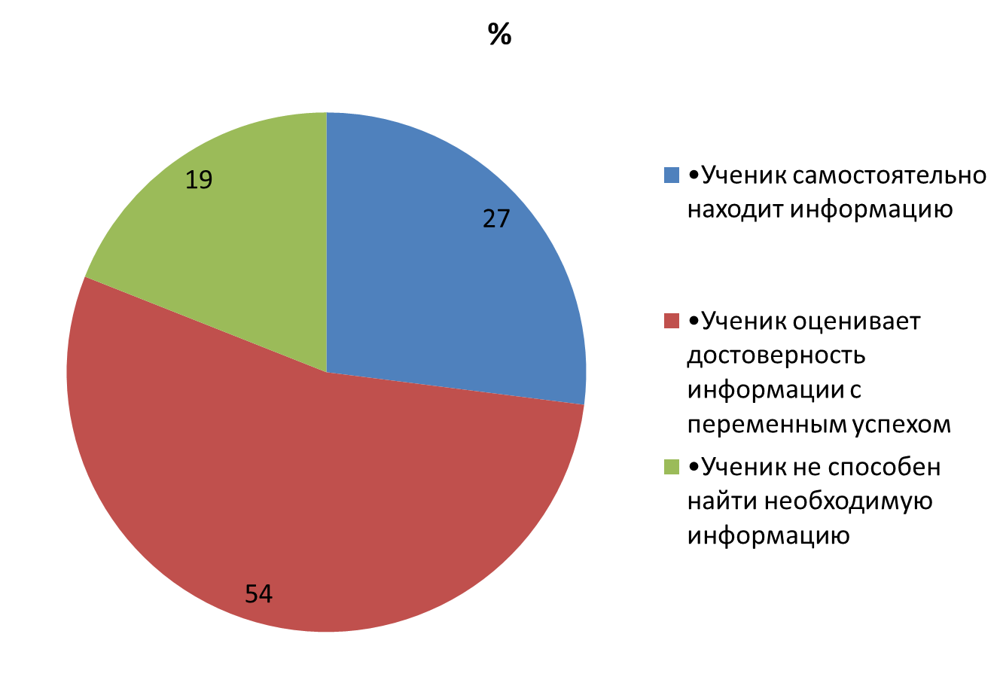 %
19
27
54
•Ученик самостоятельно
находит информацию
•Ученик оценивает
достоверность
информации с
переменным успехом
•Ученик не способен
найти необходимую
информацию